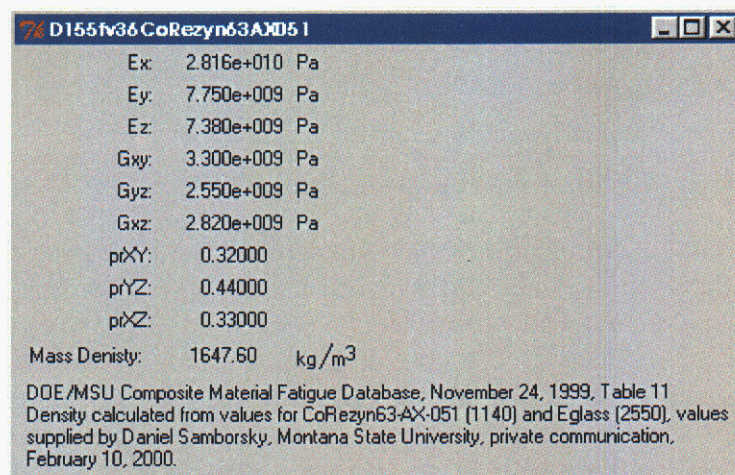 D155fv36CoRezyn63AX051
Ex: 2.816e+010 Pa
Ey: 7.750e+009 Pa
Ez: 7.380e+009 Pa
Gxy: 3.300e+009 Pa
Gyz: 2.550e+009 Pa
Gxz: 2.820e+009 Pa
prXY: 0.32000
prYZ: 0.44000
prXZ: 0.33000
Mass Denisty: 1647.60 kg/m3
DOE/MSU Composite Material Fatigue Database, November 24, 1999, Table 11
Density calculated from values for CoRezyn63-AX-051 (1140) and Eglass (2550), values
supplied by Daniel Samborsky, Montana State University, private communication,
February 10, 2000.